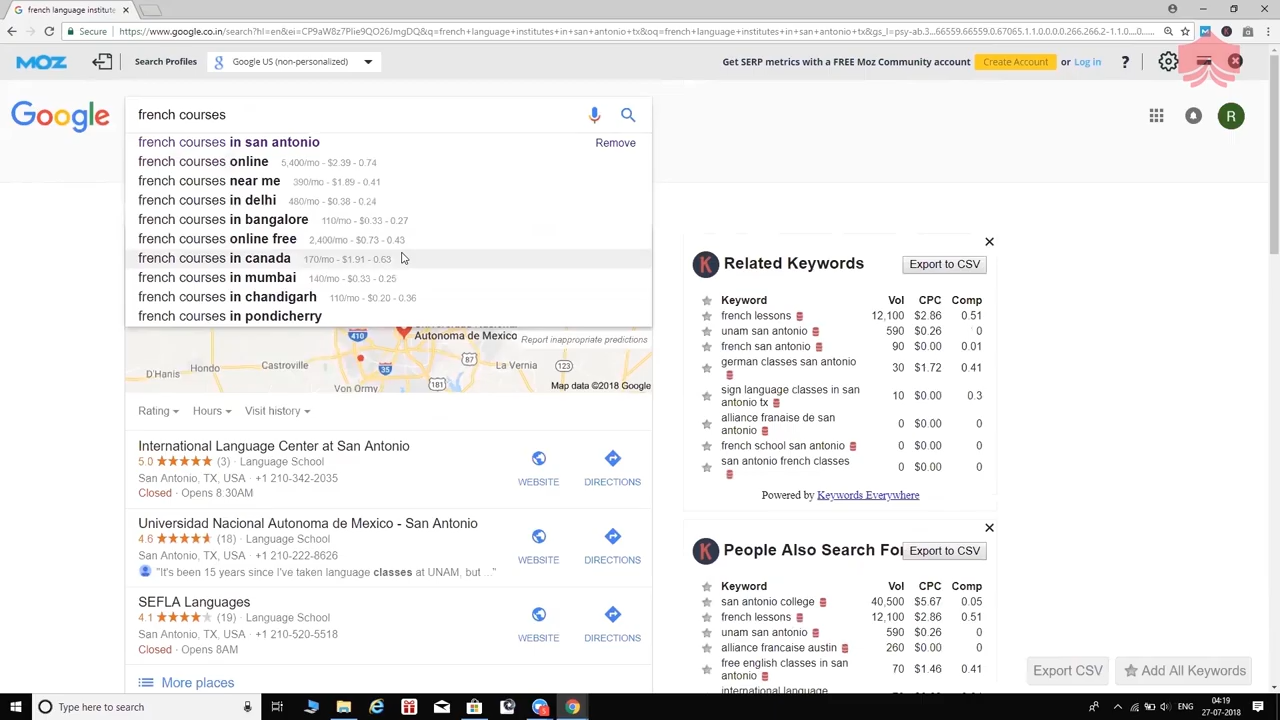 french language institute
Secure
https://www.google.co.in/search?hl=en&ei=CP9aW8z7PIie9QO26JmgDQ&q=french+language+institutes+in+san+antonio+tx&oq=french+language+institutes+in+san+antonio+tx&gs_l=psy-ab.3...66559.66559.0.67065.1.1.0.0.0.0.266.266.2-1.1.0....0...
MOZ
Search Profiles
Google US (non-personalized)
Get SERP metrics with a FREE Moz Community account
Create Account
or Log in
?
Google
french courses
R
french courses in san antonio
Remove
french courses online 5,400/mo - $2.39 - 0.74
french courses near me 390/mo - $1.89 - 0.41
french courses in delhi 480/mo - $0.38 - 0.24
french courses in bangalore 110/mo - $0.33 - 0.27
french courses online free 2,400/mo - $0.73 - 0.43
french courses in canada 170/mo - $1.91 - 0.63
french courses in mumbai 140/mo - $0.33 - 0.25
french courses in chandigarh 110/mo - $0.20 - 0.36
french courses in pondicherry
Report inappropriate predictions
Autonoma de Mexico
410
87
D'Hanis
Hondo
Castroville
35
La Vernia
123
Von Ormy
181
Map data ©2018 Google
Rating
Hours
Visit history
International Language Center at San Antonio
5.0 (3) · Language School
San Antonio, TX, USA · +1 210-342-2035
Closed · Opens 8:30AM
WEBSITE
DIRECTIONS
Universidad Nacional Autonoma de Mexico - San Antonio
4.6 (18) · Language School
San Antonio, TX, USA · +1 210-222-8626
"It's been 15 years since I've taken language classes at UNAM, but ..."
WEBSITE
DIRECTIONS
SEFLA Languages
4.1 (19) · Language School
San Antonio, TX, USA · +1 210-520-5518
Closed · Opens 8AM
WEBSITE
DIRECTIONS
More places
K
Related Keywords
Export to CSV
Keyword Vol CPC Comp
french lessons 12,100 $2.86 0.51
unam san antonio 590 $0.26 0
french san antonio 90 $0.00 0.01
german classes san antonio 30 $1.72 0.41
sign language classes in san
antonio tx 10 $0.00 0.3
alliance franaise de san
antonio 0 $0.00 0
french school san antonio 0 $0.00 0
san antonio french classes 0 $0.00 0
Powered by Keywords Everywhere
K
People Also Search For
Export to CSV
Keyword Vol CPC Comp
san antonio college 40,500 $5.67 0.05
french lessons 12,100 $2.86 0.51
unam san antonio 590 $0.26 0
alliance francaise austin 260 $0.00 0
free english classes in san
antonio 70 $1.46 0.41
international language
Export CSV
Add All Keywords
Type here to search
ENG
04:19
27-07-2018